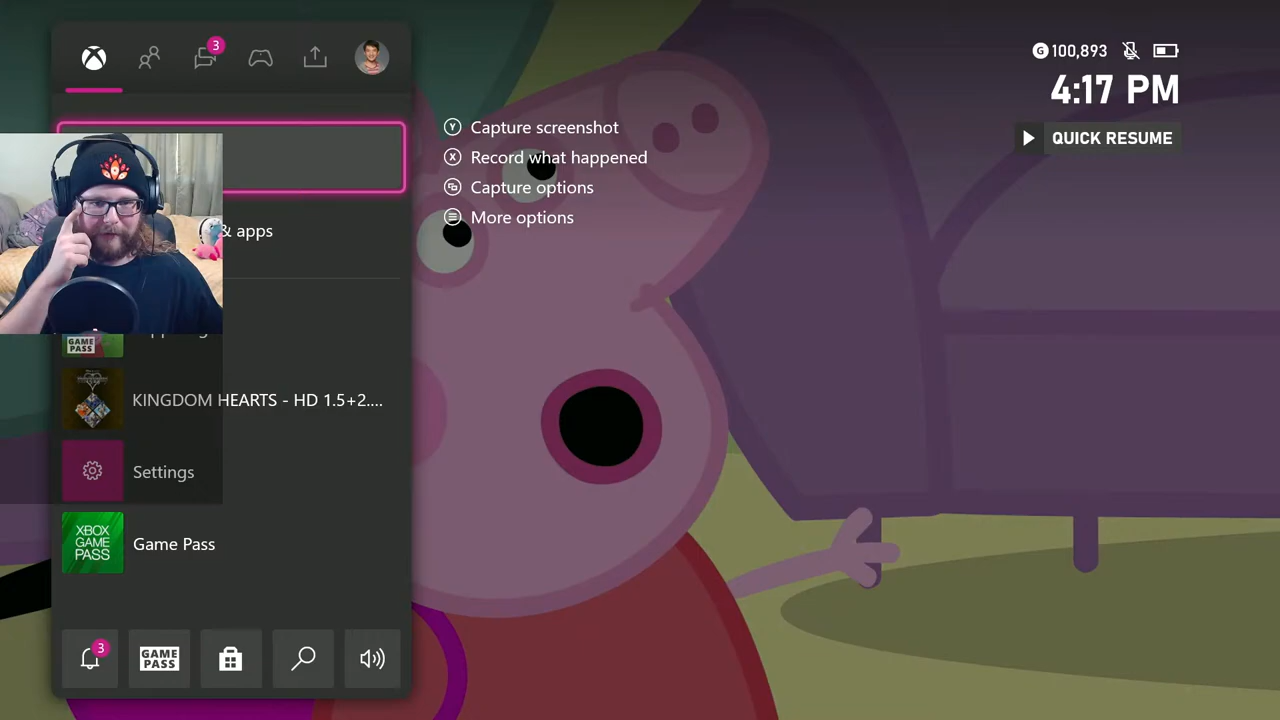 3
G 100,893
4:17 PM
QUICK RESUME
Capture screenshot
Record what happened
Capture options
More options
& apps
GAME
PASS
KINGDOM HEARTS - HD 1.5+2....
Settings
XBOX
GAME
PASS
Game Pass
3
GAME
PASS